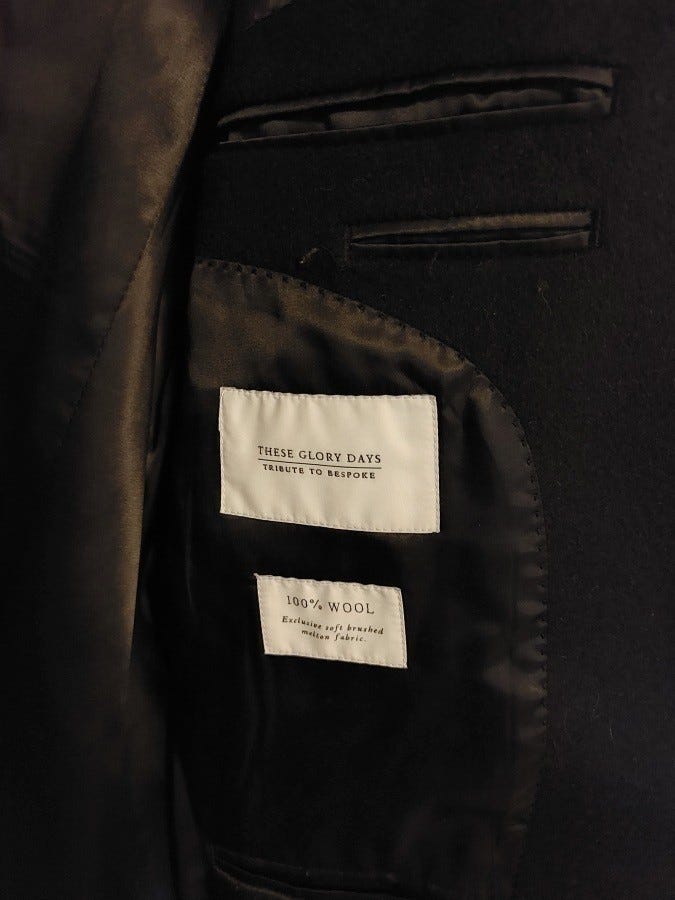 THESE GLORY DAYS
TRIBUTE TO BESPOKE
100% WOOL
Exclusive soft brushed
melton fabric.